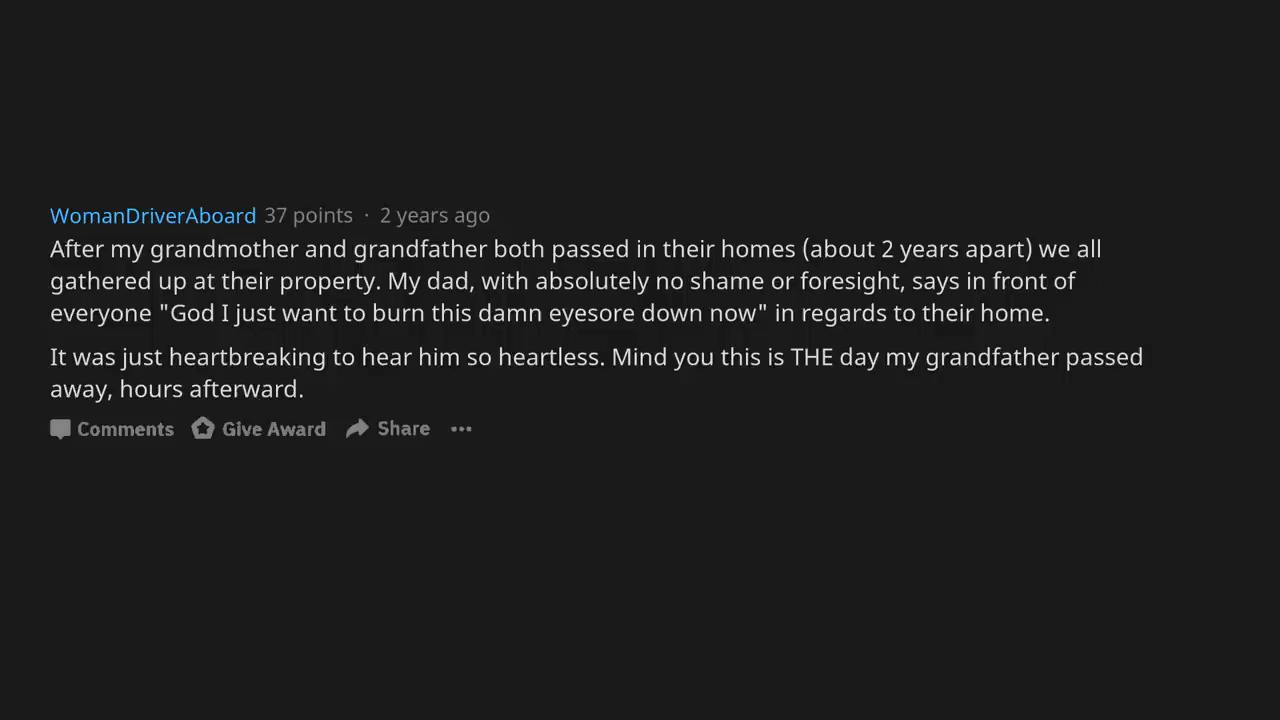 WomanDriverAboard 37 points · 2 years ago
After my grandmother and grandfather both passed in their homes (about 2 years apart) we all
gathered up at their property. My dad, with absolutely no shame or foresight, says in front of
everyone "God I just want to burn this damn eyesore down now" in regards to their home.
It was just heartbreaking to hear him so heartless. Mind you this is THE day my grandfather passed
away, hours afterward.
Comments Give Award Share ···